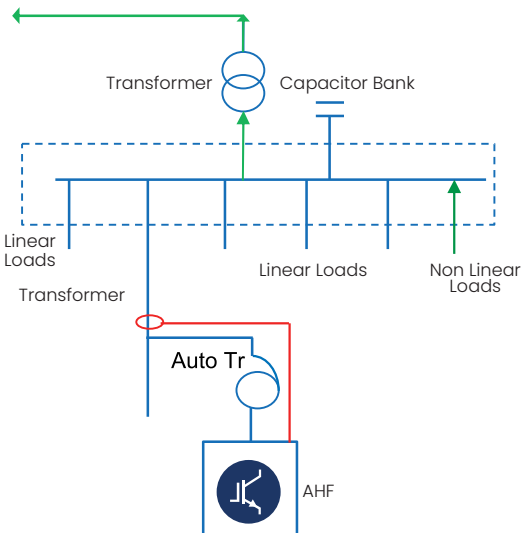 Transformer
Capacitor Bank
Linear
Loads
Linear Loads
Non Linear
Loads
Transformer
Auto Tr
AHF